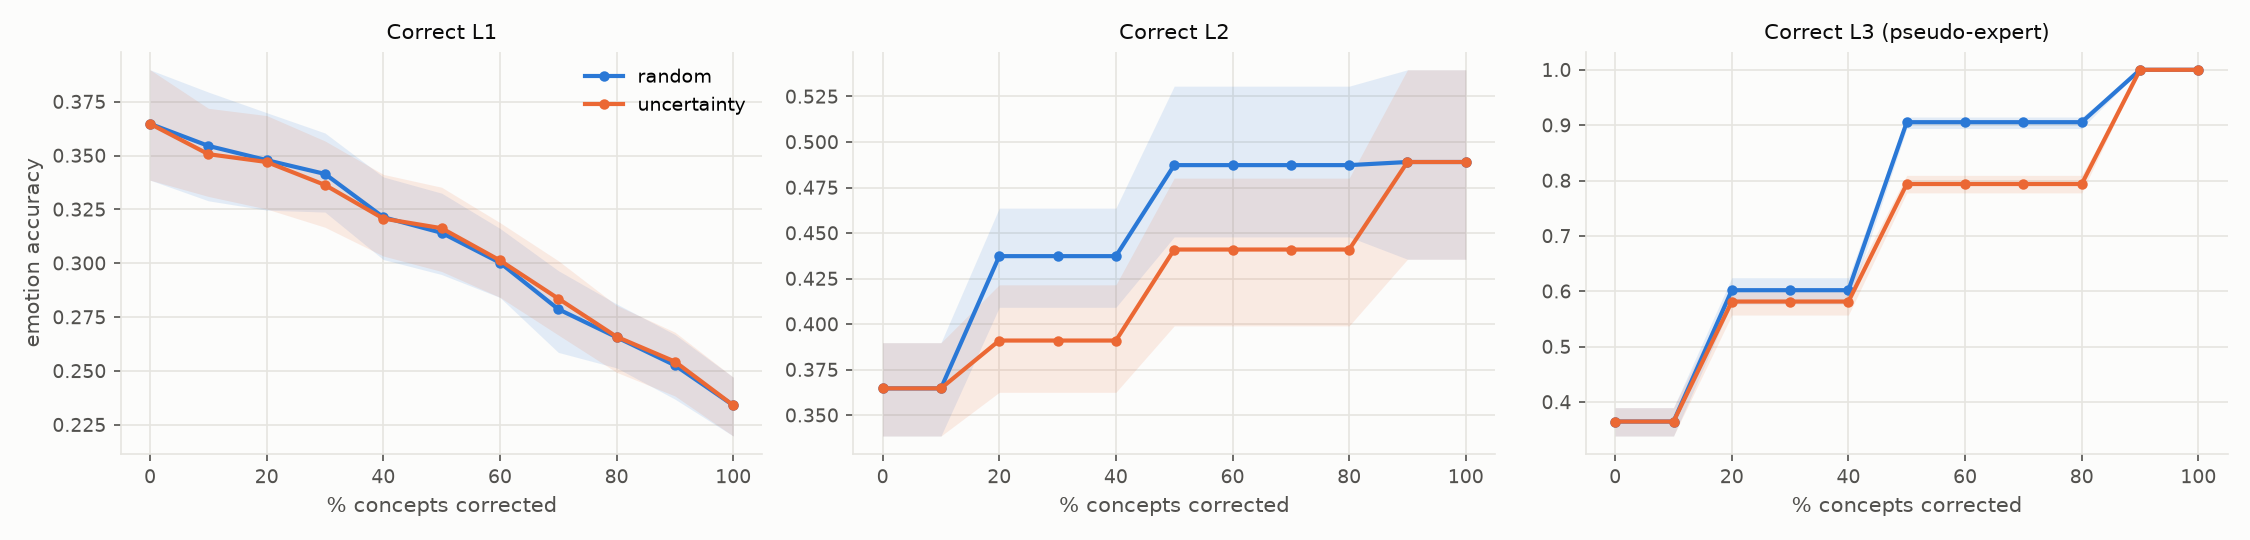 Correct L1
random
uncertainty
emotion accuracy
0.375
0.350
0.325
0.300
0.275
0.250
0.225
0 20 40 60 80 100
% concepts corrected
Correct L2
0.525
0.500
0.475
0.450
0.425
0.400
0.375
0.350
0 20 40 60 80 100
% concepts corrected
Correct L3 (pseudo-expert)
1.0
0.9
0.8
0.7
0.6
0.5
0.4
0 20 40 60 80 100
% concepts corrected